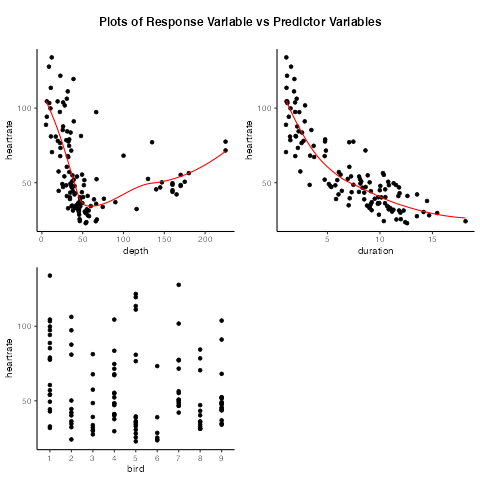 Plots of Response Variable vs Predictor Variables
heartrate
100
50
0 50 100 150 200
depth
heartrate
100
50
5 10 15
duration
heartrate
100
50
1 2 3 4 5 6 7 8 9
bird